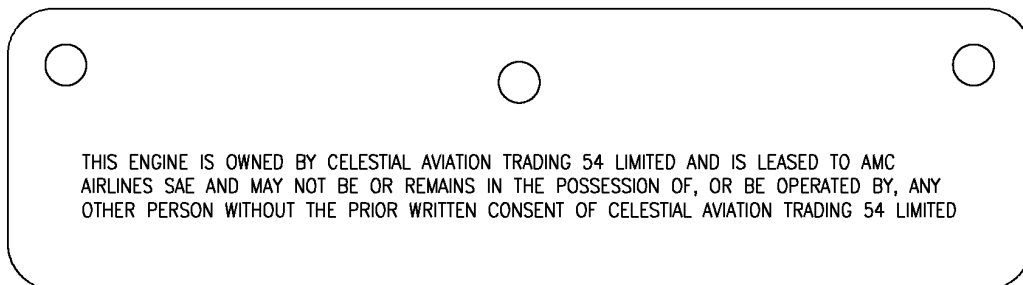 THIS ENGINE IS OWNED BY CELESTIAL AVIATION TRADING 54 LIMITED AND IS LEASED TO AMC
AIRLINES SAE AND MAY NOT BE OR REMAINS IN THE POSSESSION OF, OR BE OPERATED BY, ANY
OTHER PERSON WITHOUT THE PRIOR WRITTEN CONSENT OF CELESTIAL AVIATION TRADING 54 LIMITED